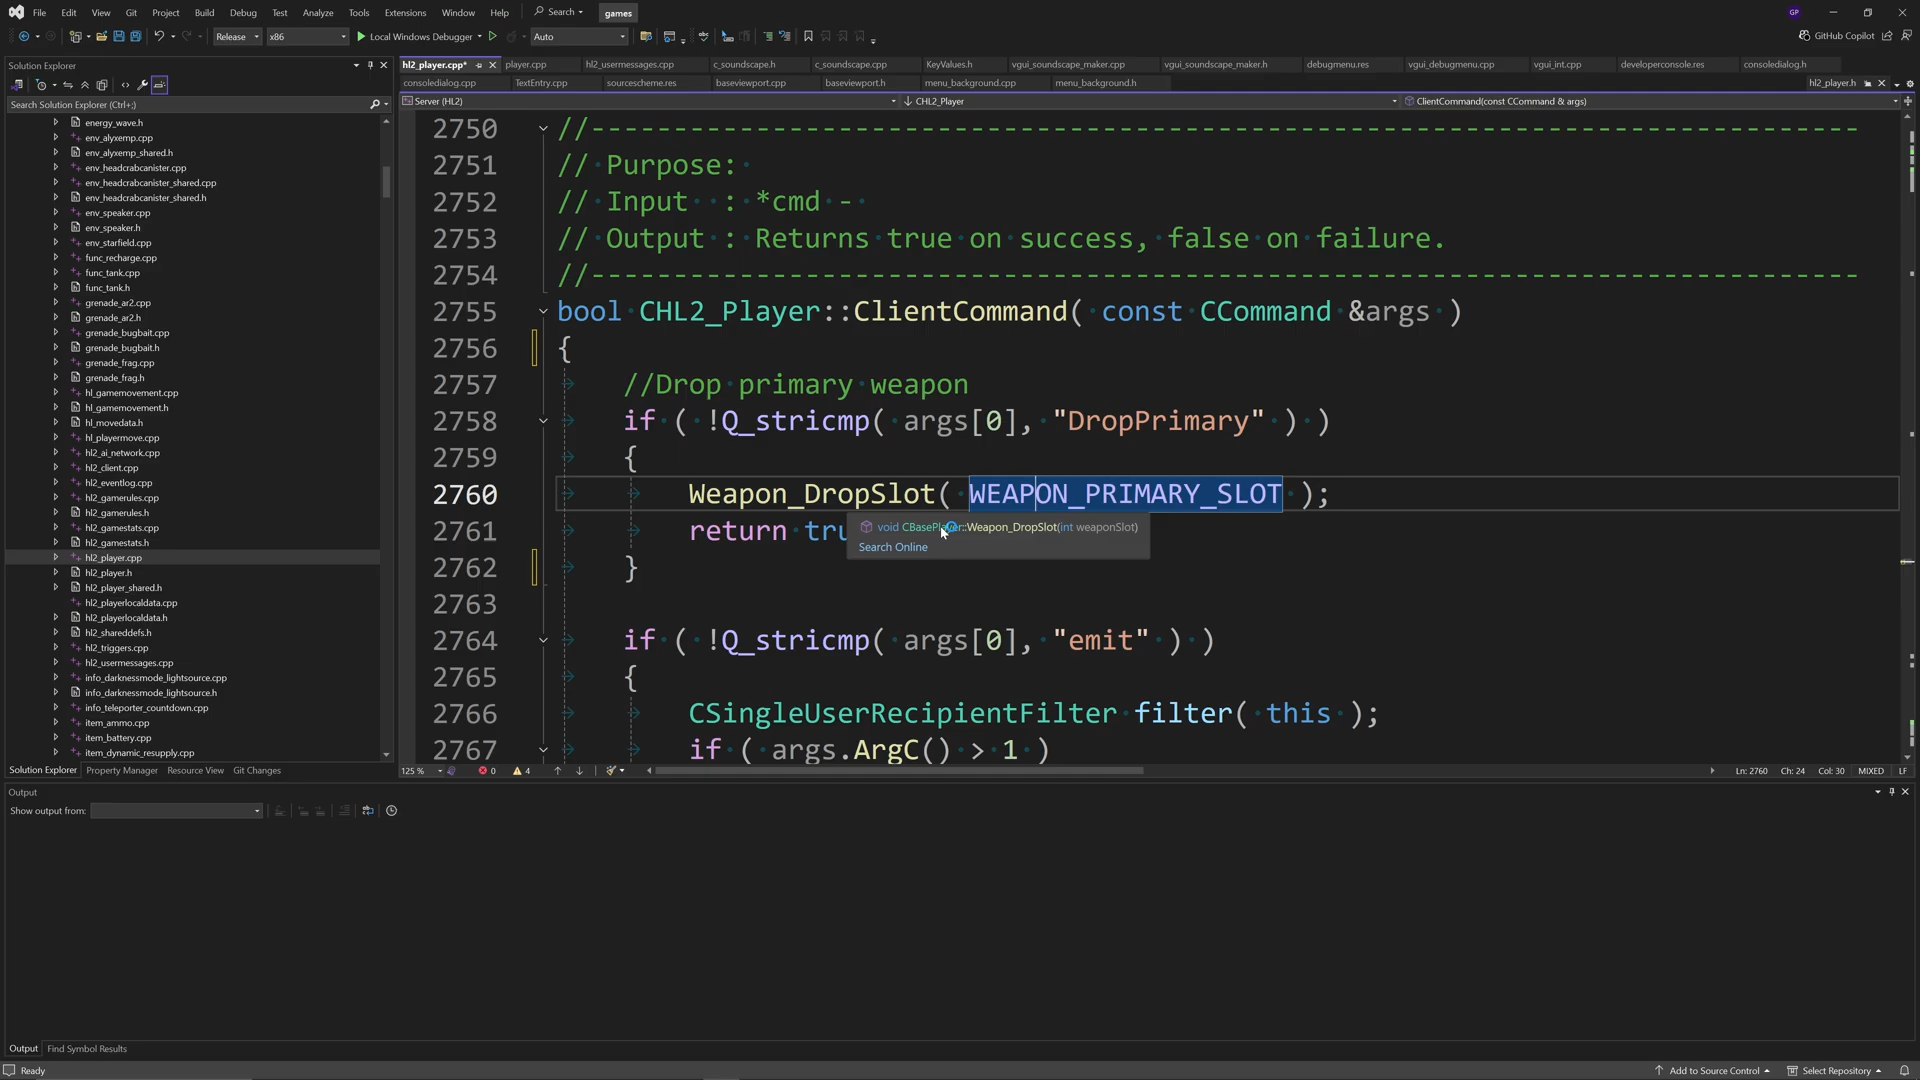 File Edit View Git Project Build Debug Test Analyze Tools Extensions Window Help Search games GP
Release x86 Local Windows Debugger Auto GitHub Copilot
Solution Explorer
hl2_player.cpp* player.cpp hl2_usermessages.cpp c_soundscape.h c_soundscape.cpp KeyValues.h vgui_soundscape_maker.cpp vgui_soundscape_maker.h debugmenu.res vgui_debugmenu.cpp vgui_int.cpp developerconsole.res consoledialog.h
consoledialog.cpp TextEntry.cpp sourcescheme.res baseviewport.cpp baseviewport.h menu_background.cpp menu_background.h hl2_player.h
Search Solution Explorer (Ctrl+;)
Server (HL2) CHL2_Player ClientCommand(const CCommand & args)
energy_wave.h
env_alyxemp.cpp
env_alyxemp_shared.h
env_headcrabcanister.cpp
env_headcrabcanister_shared.cpp
env_headcrabcanister_shared.h
env_speaker.cpp
env_speaker.h
env_starfield.cpp
func_recharge.cpp
func_tank.cpp
func_tank.h
grenade_ar2.cpp
grenade_ar2.h
grenade_bugbait.cpp
grenade_bugbait.h
grenade_frag.cpp
grenade_frag.h
hl_gamemovement.cpp
hl_gamemovement.h
hl_movedata.h
hl_playermove.cpp
hl2_ai_network.cpp
hl2_client.cpp
hl2_eventlog.cpp
hl2_gamerules.cpp
hl2_gamerules.h
hl2_gamestats.cpp
hl2_gamestats.h
hl2_player.cpp
hl2_player.h
hl2_player_shared.h
hl2_playerlocaldata.cpp
hl2_playerlocaldata.h
hl2_shareddefs.h
hl2_triggers.cpp
hl2_usermessages.cpp
info_darknessmode_lightsource.cpp
info_darknessmode_lightsource.h
info_teleporter_countdown.cpp
item_ammo.cpp
item_battery.cpp
item_dynamic_resupply.cpp
Solution Explorer Property Manager Resource View Git Changes
2750 //-----------------------------------------------------------------------------
2751 // Purpose:
2752 // Input  : *cmd -
2753 // Output : Returns true on success, false on failure.
2754 //-----------------------------------------------------------------------------
2755 bool CHL2_Player::ClientCommand( const CCommand &args )
2756 {
2757 //Drop primary weapon
2758 if ( !Q_stricmp( args[0], "DropPrimary" ) )
2759 {
2760 Weapon_DropSlot( WEAPON_PRIMARY_SLOT );
2761 return tru
void CBasePlayer::Weapon_DropSlot(int weaponSlot)
Search Online
2762 }
2763
2764 if ( !Q_stricmp( args[0], "emit" ) )
2765 {
2766 CSingleUserRecipientFilter filter( this );
2767 if ( args.ArgC() > 1 )
125 % 0 4 Ln: 2760 Ch: 24 Col: 30 MIXED LF
Output
Show output from:
Output Find Symbol Results
Ready Add to Source Control Select Repository